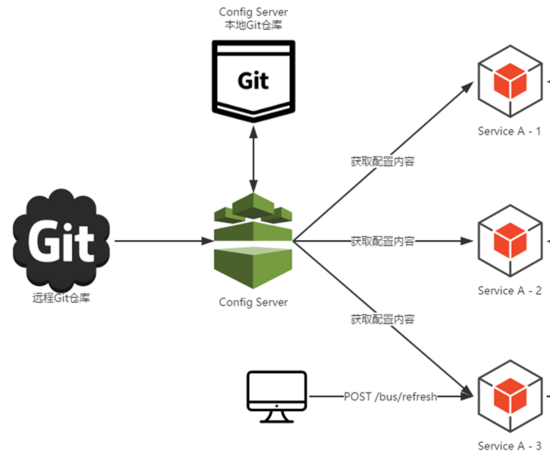 Config Server
本地Git仓库
Git
获取配置内容
Service A - 1
Git
远程Git仓库
Config Server
获取配置内容
Service A - 2
获取配置内容
POST /bus/refresh
Service A - 3